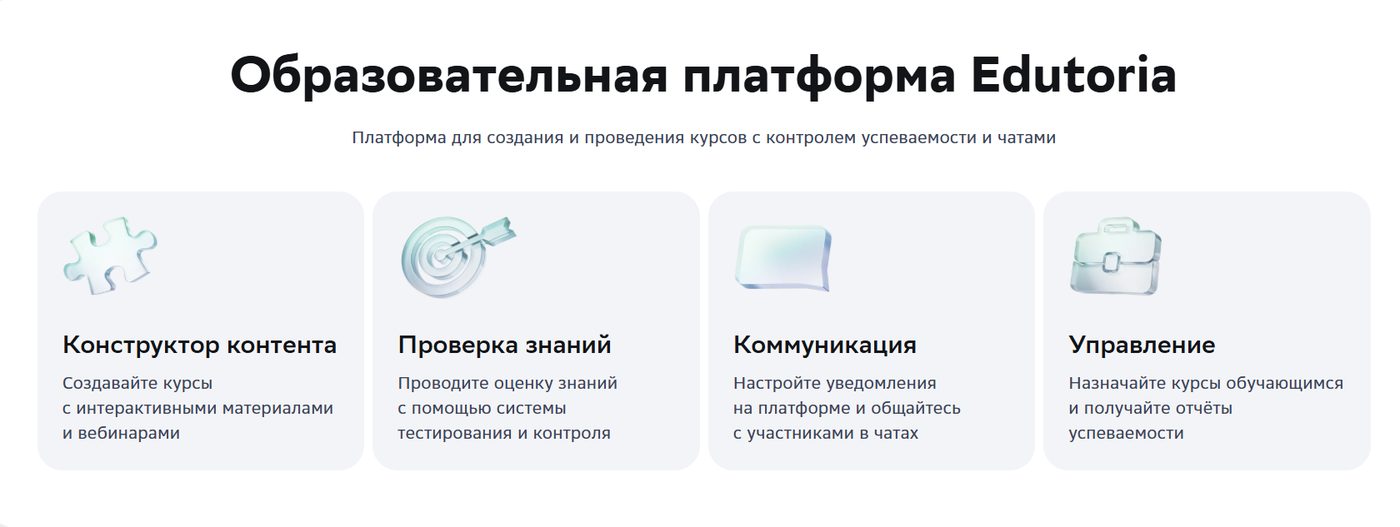 Образовательная платформа Edutoria
Платформа для создания и проведения курсов с контролем успеваемости и чатами
Конструктор контента
Создавайте курсы
с интерактивными материалами
и вебинарами
Проверка знаний
Проводите оценку знаний
с помощью системы
тестирования и контроля
Коммуникация
Настройте уведомления
на платформе и общайтесь
с участниками в чатах
Управление
Назначайте курсы обучающимся
и получайте отчёты
успеваемости